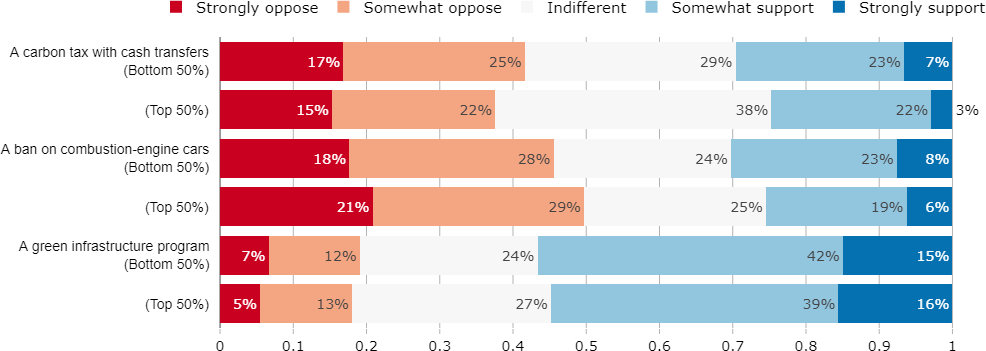 Strongly oppose Somewhat oppose Indifferent Somewhat support Strongly support
A carbon tax with cash transfers
(Bottom 50%)
17% 25% 29% 23% 7%
(Top 50%)
15% 22% 38% 22% 3%
A ban on combustion-engine cars
(Bottom 50%)
18% 28% 24% 23% 8%
(Top 50%)
21% 29% 25% 19% 6%
A green infrastructure program
(Bottom 50%)
7% 12% 24% 42% 15%
(Top 50%)
5% 13% 27% 39% 16%
0 0.1 0.2 0.3 0.4 0.5 0.6 0.7 0.8 0.9 1